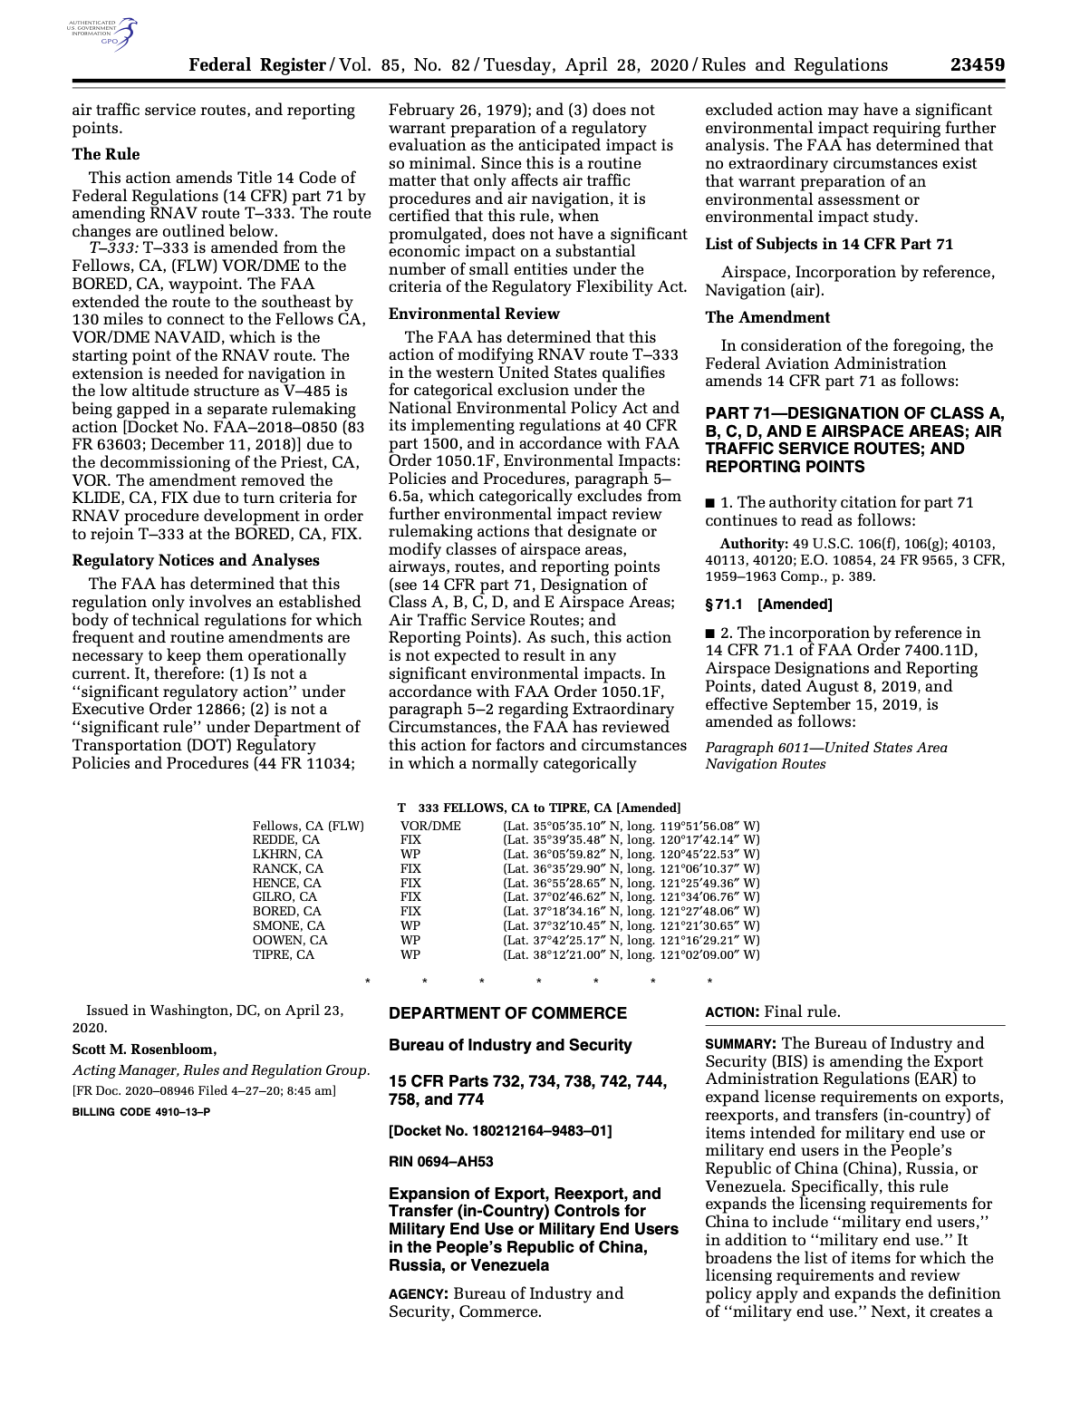 AUTHENTICATED
U.S. GOVERNMENT
INFORMATION
GPO
Federal Register / Vol. 85, No. 82 / Tuesday, April 28, 2020 / Rules and Regulations 23459
air traffic service routes, and reporting
points.
The Rule
This action amends Title 14 Code of
Federal Regulations (14 CFR) part 71 by
amending RNAV route T–333. The route
changes are outlined below.
T–333: T–333 is amended from the
Fellows, CA, (FLW) VOR/DME to the
BORED, CA, waypoint. The FAA
extended the route to the southeast by
130 miles to connect to the Fellows CA,
VOR/DME NAVAID, which is the
starting point of the RNAV route. The
extension is needed for navigation in
the low altitude structure as V–485 is
being gapped in a separate rulemaking
action [Docket No. FAA–2018–0850 (83
FR 63603; December 11, 2018)] due to
the decommissioning of the Priest, CA,
VOR. The amendment removed the
KLIDE, CA, FIX due to turn criteria for
RNAV procedure development in order
to rejoin T–333 at the BORED, CA, FIX.
Regulatory Notices and Analyses
The FAA has determined that this
regulation only involves an established
body of technical regulations for which
frequent and routine amendments are
necessary to keep them operationally
current. It, therefore: (1) Is not a
‘‘significant regulatory action’’ under
Executive Order 12866; (2) is not a
‘‘significant rule’’ under Department of
Transportation (DOT) Regulatory
Policies and Procedures (44 FR 11034;
February 26, 1979); and (3) does not
warrant preparation of a regulatory
evaluation as the anticipated impact is
so minimal. Since this is a routine
matter that only affects air traffic
procedures and air navigation, it is
certified that this rule, when
promulgated, does not have a significant
economic impact on a substantial
number of small entities under the
criteria of the Regulatory Flexibility Act.
Environmental Review
The FAA has determined that this
action of modifying RNAV route T–333
in the western United States qualifies
for categorical exclusion under the
National Environmental Policy Act and
its implementing regulations at 40 CFR
part 1500, and in accordance with FAA
Order 1050.1F, Environmental Impacts:
Policies and Procedures, paragraph 5–
6.5a, which categorically excludes from
further environmental impact review
rulemaking actions that designate or
modify classes of airspace areas,
airways, routes, and reporting points
(see 14 CFR part 71, Designation of
Class A, B, C, D, and E Airspace Areas;
Air Traffic Service Routes; and
Reporting Points). As such, this action
is not expected to result in any
significant environmental impacts. In
accordance with FAA Order 1050.1F,
paragraph 5–2 regarding Extraordinary
Circumstances, the FAA has reviewed
this action for factors and circumstances
in which a normally categorically
excluded action may have a significant
environmental impact requiring further
analysis. The FAA has determined that
no extraordinary circumstances exist
that warrant preparation of an
environmental assessment or
environmental impact study.
List of Subjects in 14 CFR Part 71
Airspace, Incorporation by reference,
Navigation (air).
The Amendment
In consideration of the foregoing, the
Federal Aviation Administration
amends 14 CFR part 71 as follows:
PART 71—DESIGNATION OF CLASS A,
B, C, D, AND E AIRSPACE AREAS; AIR
TRAFFIC SERVICE ROUTES; AND
REPORTING POINTS
■ 1. The authority citation for part 71
continues to read as follows:
Authority: 49 U.S.C. 106(f), 106(g); 40103,
40113, 40120; E.O. 10854, 24 FR 9565, 3 CFR,
1959–1963 Comp., p. 389.
§ 71.1 [Amended]
■ 2. The incorporation by reference in
14 CFR 71.1 of FAA Order 7400.11D,
Airspace Designations and Reporting
Points, dated August 8, 2019, and
effective September 15, 2019, is
amended as follows:
Paragraph 6011—United States Area
Navigation Routes
T 333 FELLOWS, CA to TIPRE, CA [Amended]
Fellows, CA (FLW) VOR/DME (Lat. 35°05′35.10″ N, long. 119°51′56.08″ W)
REDDE, CA FIX (Lat. 35°39′35.48″ N, long. 120°17′42.14″ W)
LKHRN, CA WP (Lat. 36°05′59.82″ N, long. 120°45′22.53″ W)
RANCK, CA FIX (Lat. 36°35′29.90″ N, long. 121°06′10.37″ W)
HENCE, CA FIX (Lat. 36°55′28.65″ N, long. 121°25′49.36″ W)
GILRO, CA FIX (Lat. 37°02′46.62″ N, long. 121°34′06.76″ W)
BORED, CA FIX (Lat. 37°18′34.16″ N, long. 121°27′48.06″ W)
SMONE, CA WP (Lat. 37°32′10.45″ N, long. 121°21′30.65″ W)
OOWEN, CA WP (Lat. 37°42′25.17″ N, long. 121°16′29.21″ W)
TIPRE, CA WP (Lat. 38°12′21.00″ N, long. 121°02′09.00″ W)
* * * * * * *
Issued in Washington, DC, on April 23,
2020.
Scott M. Rosenbloom,
Acting Manager, Rules and Regulation Group.
[FR Doc. 2020–08946 Filed 4–27–20; 8:45 am]
BILLING CODE 4910–13–P
DEPARTMENT OF COMMERCE
Bureau of Industry and Security
15 CFR Parts 732, 734, 738, 742, 744,
758, and 774
[Docket No. 180212164–9483–01]
RIN 0694–AH53
Expansion of Export, Reexport, and
Transfer (in-Country) Controls for
Military End Use or Military End Users
in the People’s Republic of China,
Russia, or Venezuela
AGENCY: Bureau of Industry and
Security, Commerce.
ACTION: Final rule.
SUMMARY: The Bureau of Industry and
Security (BIS) is amending the Export
Administration Regulations (EAR) to
expand license requirements on exports,
reexports, and transfers (in-country) of
items intended for military end use or
military end users in the People’s
Republic of China (China), Russia, or
Venezuela. Specifically, this rule
expands the licensing requirements for
China to include ‘‘military end users,’’
in addition to ‘‘military end use.’’ It
broadens the list of items for which the
licensing requirements and review
policy apply and expands the definition
of ‘‘military end use.’’ Next, it creates a